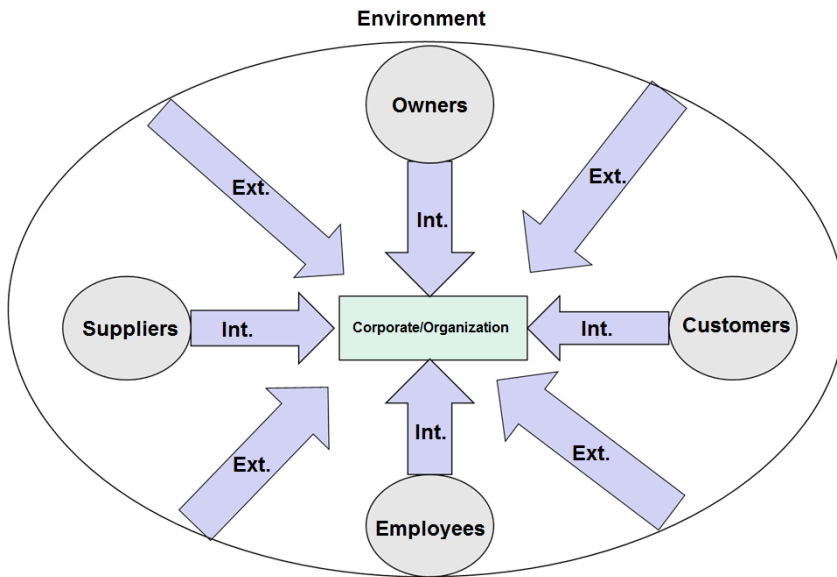 Environment
Owners
Ext.
Ext.
Int.
Suppliers
Int.
Corporate/Organization
Int.
Customers
Int.
Ext.
Ext.
Employees